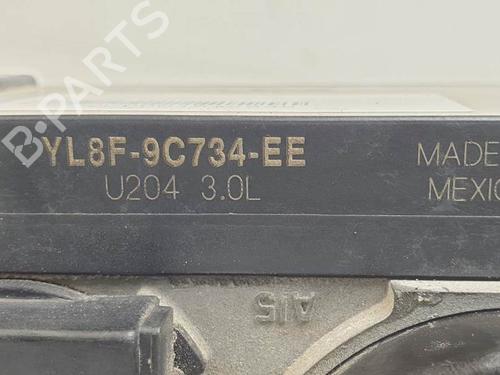 B-PARTS
YL8F-9C734-EE
U204 3.0L
MADE
MEXIC
A15